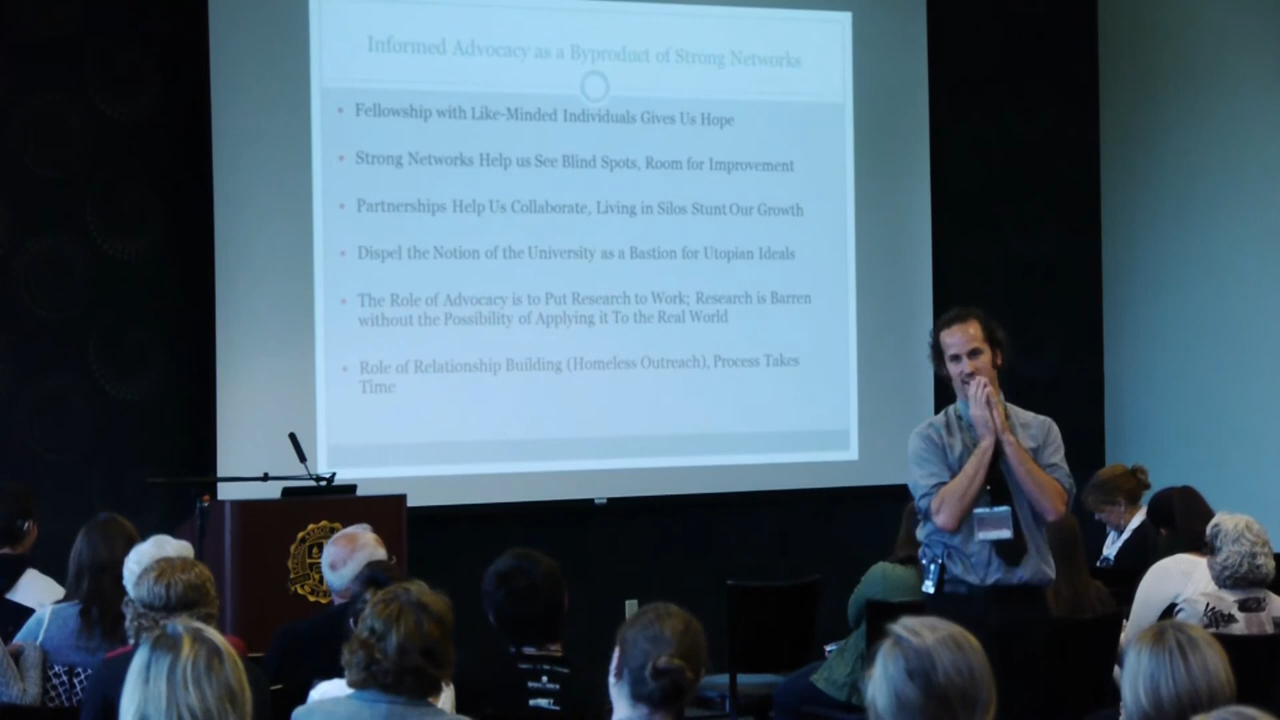 Informed Advocacy as a Byproduct of Strong Networks
• Fellowship with Like-Minded Individuals Gives Us Hope
• Strong Networks Help us See Blind Spots, Room for Improvement
• Partnerships Help Us Collaborate, Living in Silos Stunt Our Growth
• Dispel the Notion of the University as a Bastion for Utopian Ideals
• The Role of Advocacy is to Put Research to Work; Research is Barren
without the Possibility of Applying it To the Real World
• Role of Relationship Building (Homeless Outreach), Process Takes
Time